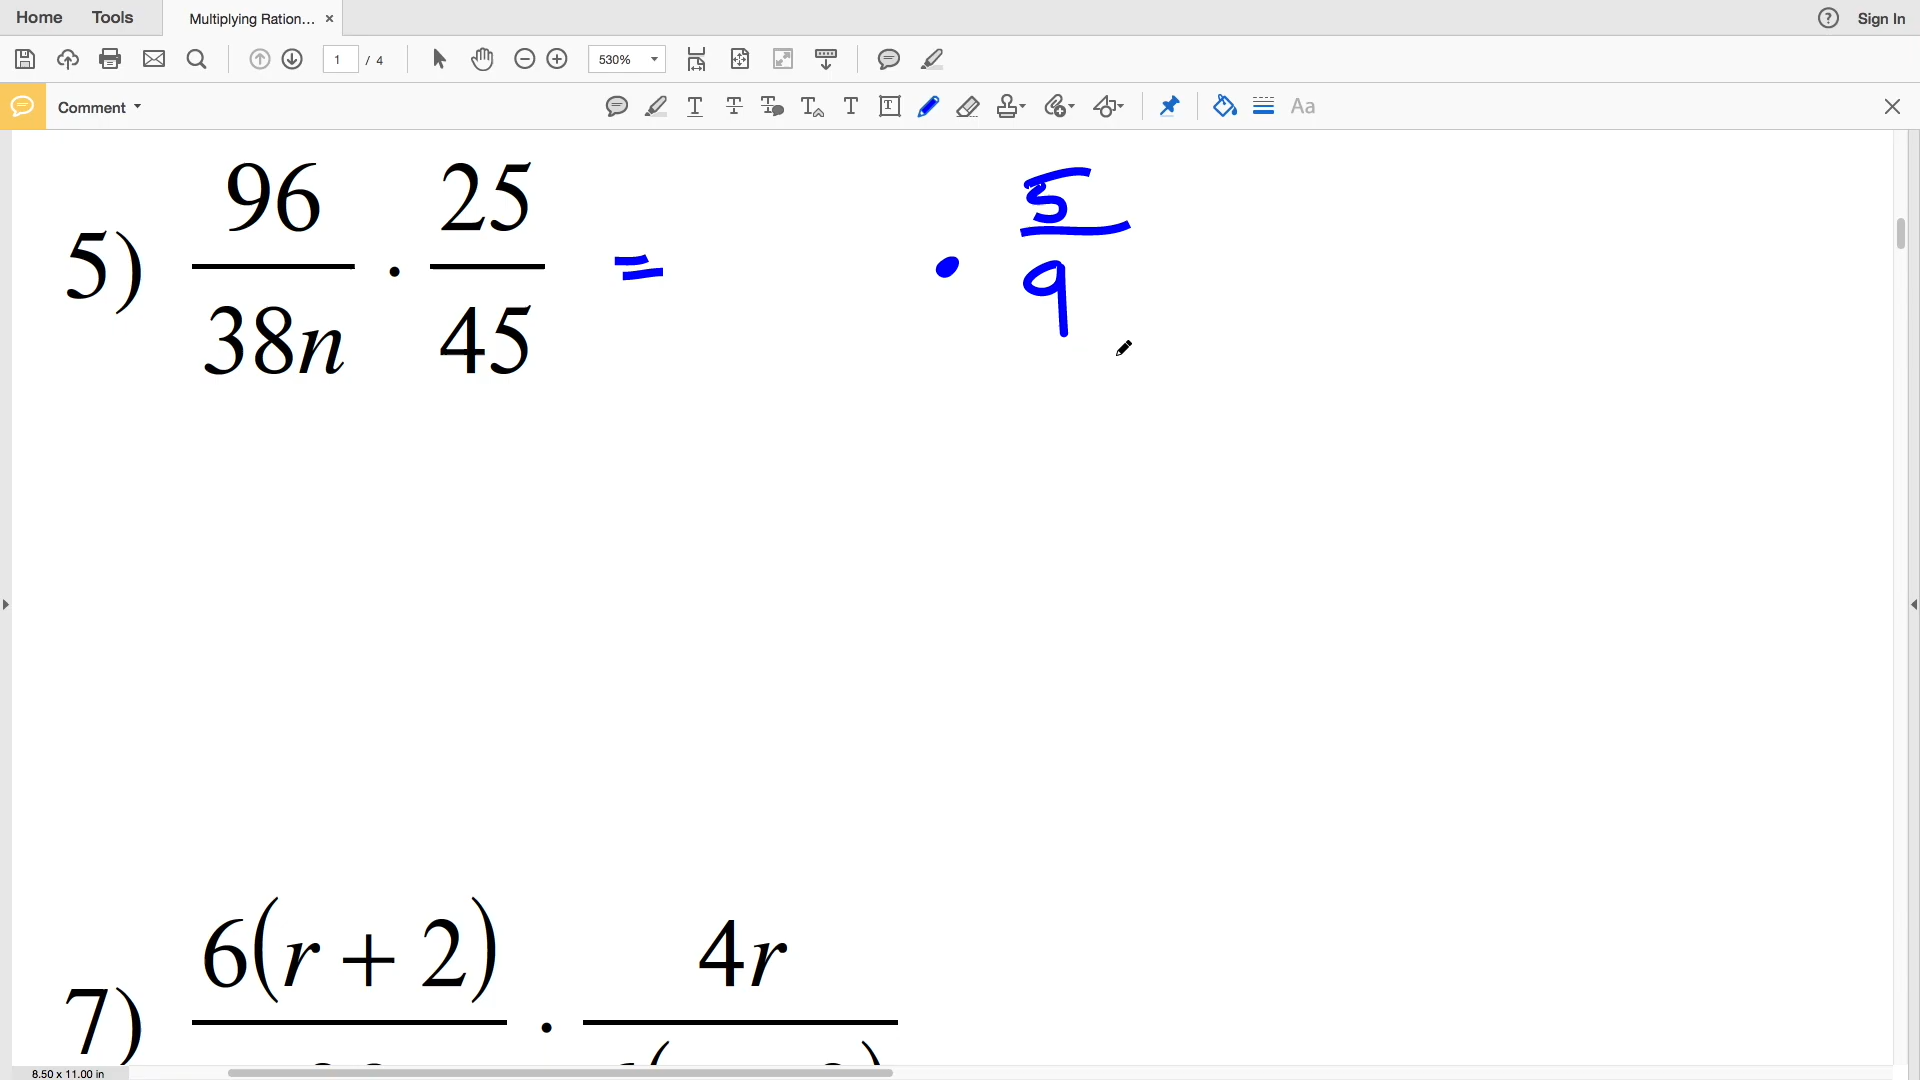 Home Tools Multiplying Ration... × ? Sign In
1 / 4 530%
Comment T T T T T T Aa
5) 96/38n · 25/45 = · 5/9
7) 6(r + 2) · 4r
8.50 x 11.00 in